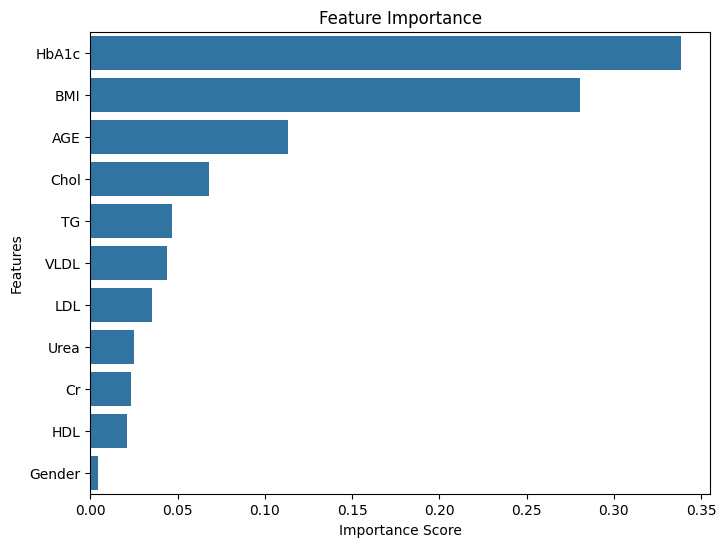 Feature Importance
HbA1c
BMI
AGE
Chol
TG
VLDL
LDL
Urea
Cr
HDL
Gender
Features
0.00 0.05 0.10 0.15 0.20 0.25 0.30 0.35
Importance Score